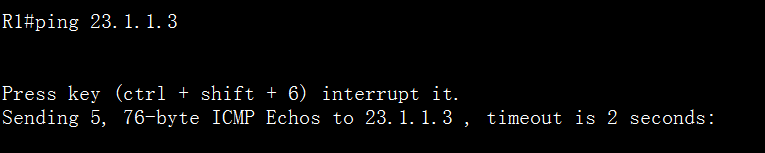 R1#ping 23.1.1.3
Press key (ctrl + shift + 6) interrupt it.
Sending 5, 76-byte ICMP Echos to 23.1.1.3 , timeout is 2 seconds: